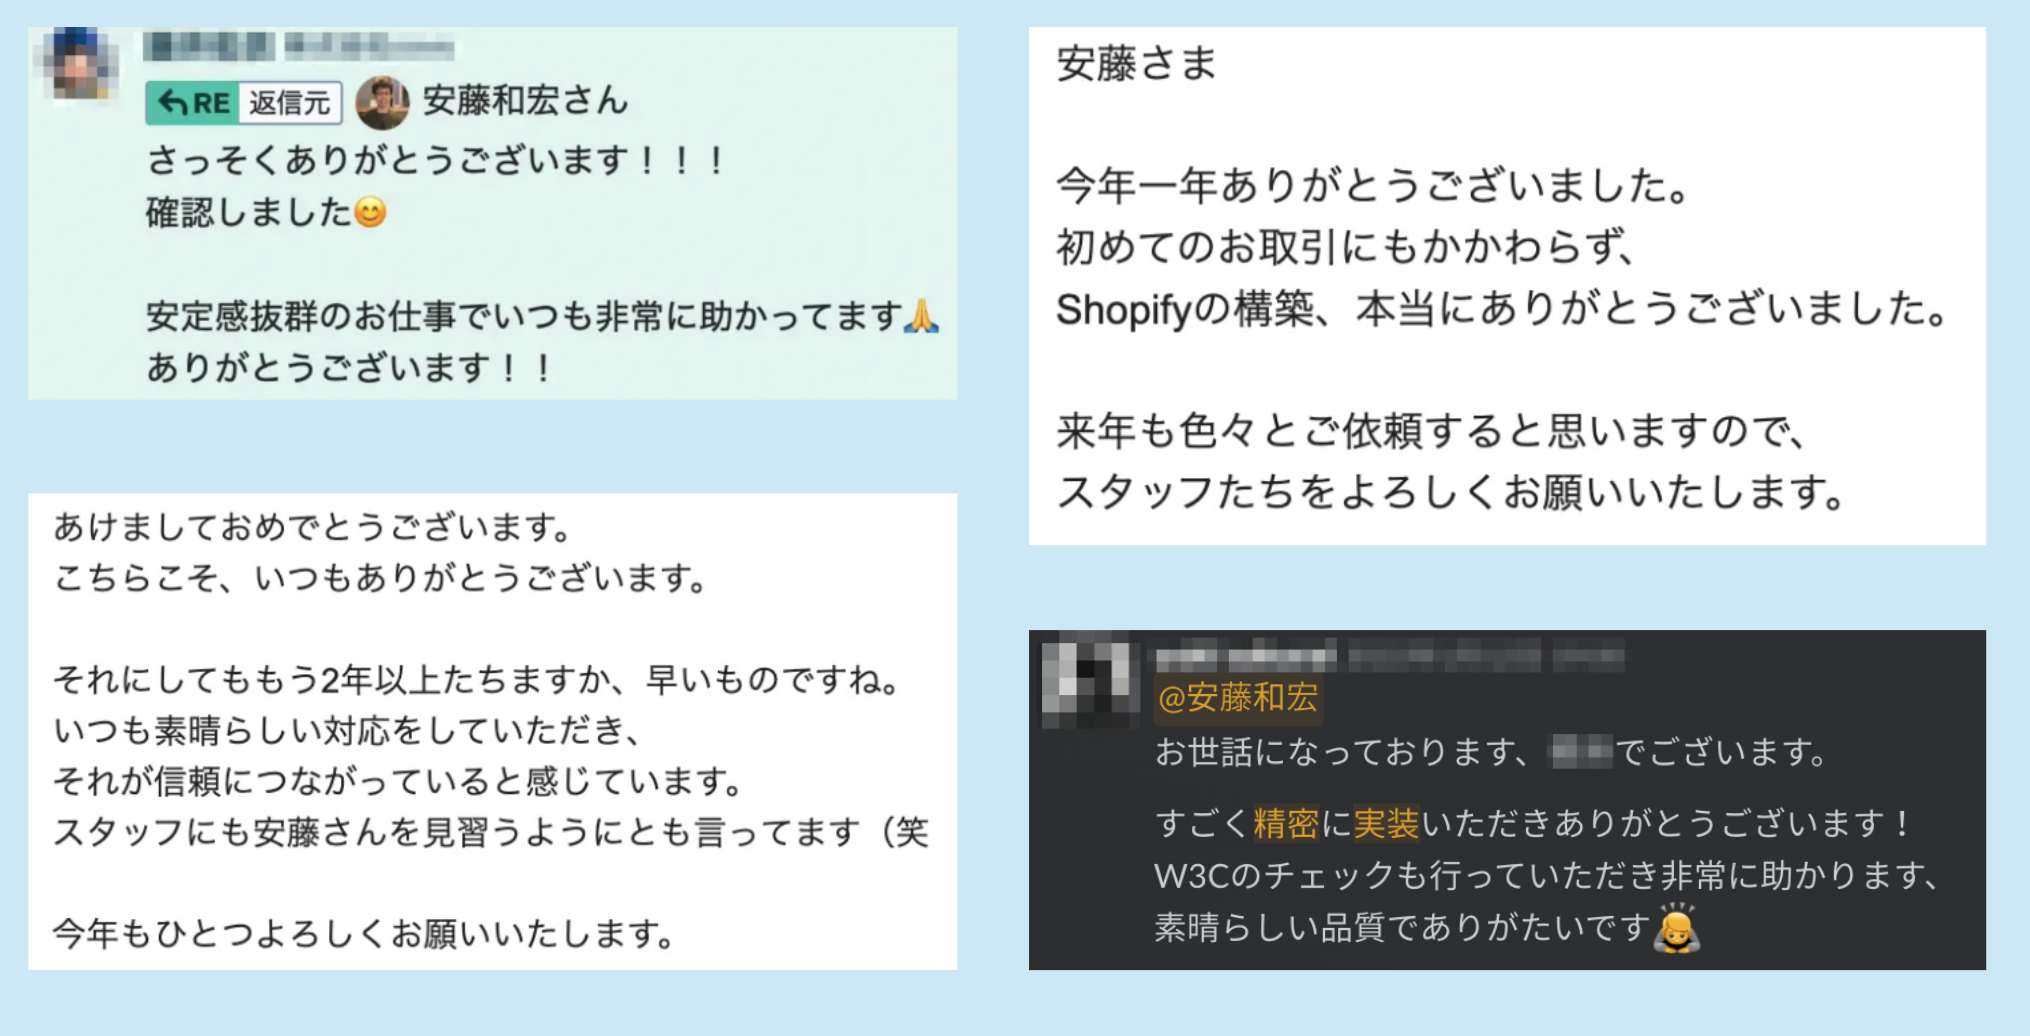 RE 返信元 安藤和宏さん
さっそくありがとうございます！！！
確認しました😊
安定感抜群のお仕事でいつも非常に助かってます🙏
ありがとうございます！！
あけましておめでとうございます。
こちらこそ、いつもありがとうございます。
それにしてももう2年以上たちますか、早いものですね。
いつも素晴らしい対応をしていただき、
それが信頼につながっていると感じています。
スタッフにも安藤さんを見習うようにとも言ってます（笑
今年もひとつよろしくお願いいたします。
安藤さま
今年一年ありがとうございました。
初めてのお取引にもかかわらず、
Shopifyの構築、本当にありがとうございました。
来年も色々とご依頼すると思いますので、
スタッフたちをよろしくお願いいたします。
@安藤和宏
お世話になっております、でございます。
すごく精密に実装いただきありがとうございます！
W3Cのチェックも行っていただき非常に助かります、
素晴らしい品質でありがたいです🙇